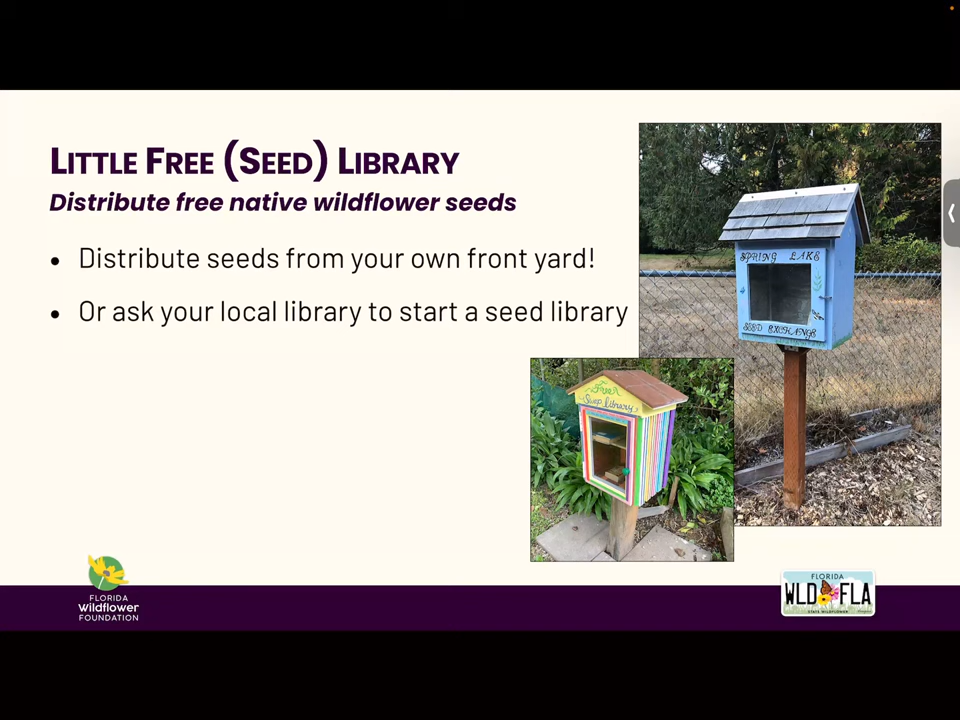 Little Free (Seed) Library
Distribute free native wildflower seeds
• Distribute seeds from your own front yard!
• Or ask your local library to start a seed library
SPRING LAKE
SEED EXCHANGE
Free
Seed Library
FLORIDA
Wildflower
FOUNDATION
FLORIDA
WLD FLA
STATE WILDFLOWER